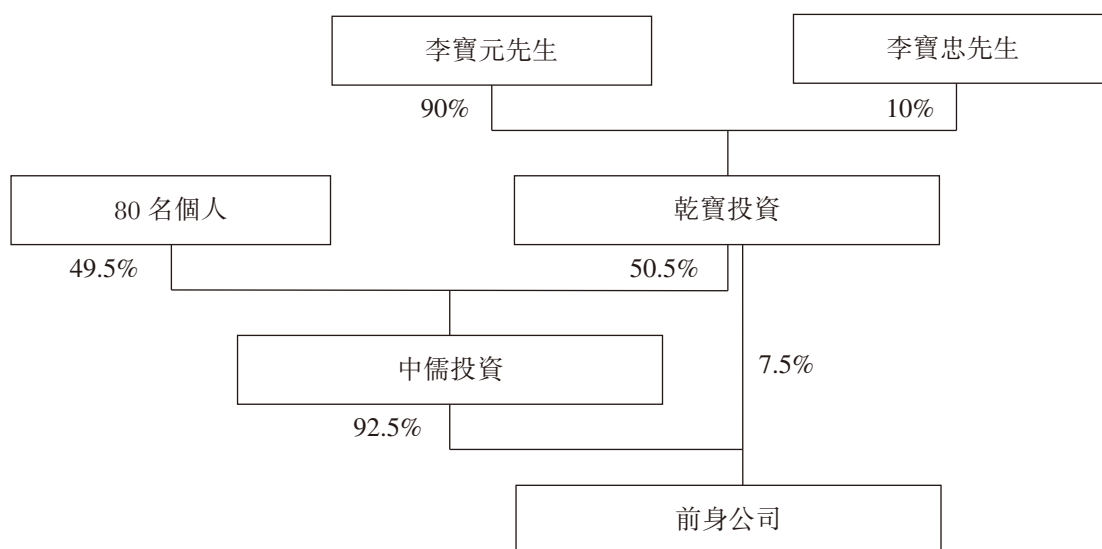 李寶元先生
李寶忠先生
90%
10%
80 名個人
乾寶投資
49.5%
50.5%
中儒投資
7.5%
92.5%
前身公司